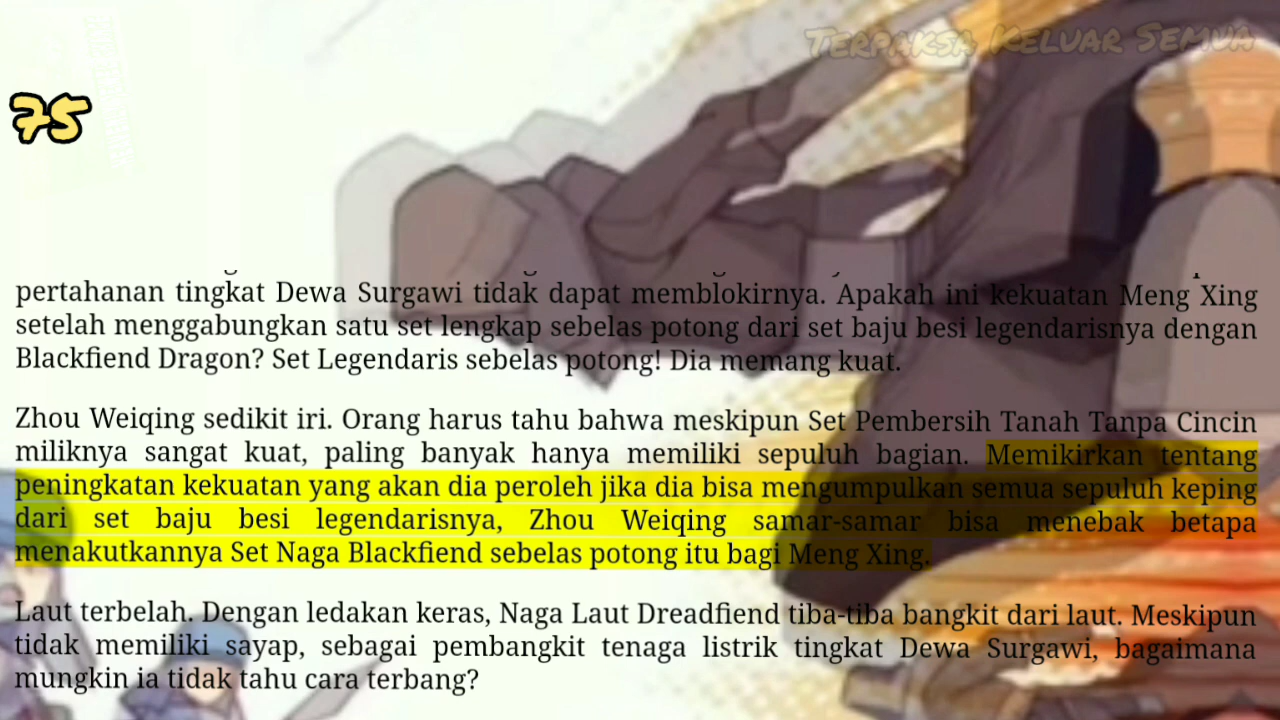 Terpaksa Keluar Semua
75
pertahanan tingkat Dewa Surgawi tidak dapat memblokirnya. Apakah ini kekuatan Meng Xing
setelah menggabungkan satu set lengkap sebelas potong dari set baju besi legendarisnya dengan
Blackfiend Dragon? Set Legendaris sebelas potong! Dia memang kuat.
Zhou Weiqing sedikit iri. Orang harus tahu bahwa meskipun Set Pembersih Tanah Tanpa Cincin
miliknya sangat kuat, paling banyak hanya memiliki sepuluh bagian. Memikirkan tentang
peningkatan kekuatan yang akan dia peroleh jika dia bisa mengumpulkan semua sepuluh keping
dari set baju besi legendarisnya, Zhou Weiqing samar-samar bisa menebak betapa
menakutkannya Set Naga Blackfiend sebelas potong itu bagi Meng Xing.
Laut terbelah. Dengan ledakan keras, Naga Laut Dreadfiend tiba-tiba bangkit dari laut. Meskipun
tidak memiliki sayap, sebagai pembangkit tenaga listrik tingkat Dewa Surgawi, bagaimana
mungkin ia tidak tahu cara terbang?